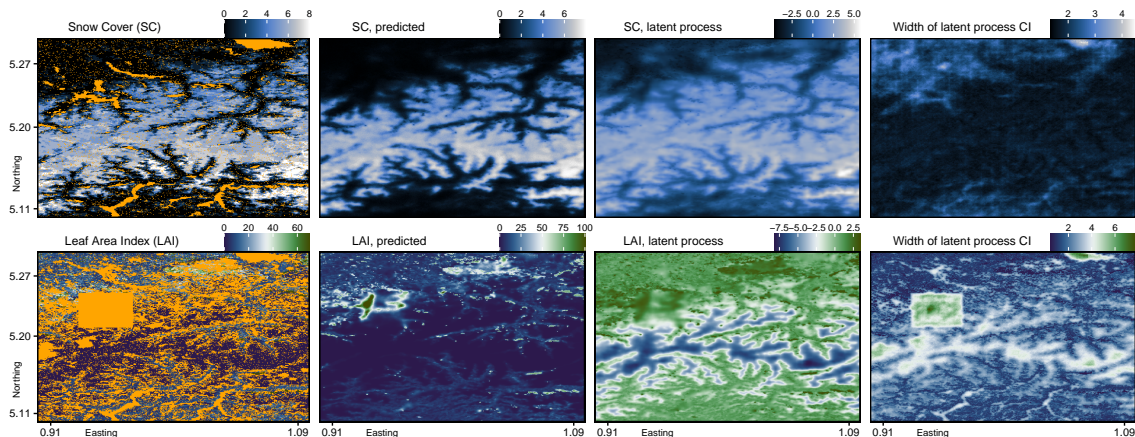 Snow Cover (SC)
0 2 4 6 8
SC, predicted
0 2 4 6
SC, latent process
−2.5 0.0 2.5 5.0
Width of latent process CI
2 3 4
5.27
5.20
5.11
Northing
Leaf Area Index (LAI)
0 20 40 60
LAI, predicted
0 25 50 75 100
LAI, latent process
−7.5 −5.0 −2.5 0.0 2.5
Width of latent process CI
2 4 6
5.27
5.20
5.11
Northing
0.91 Easting 1.09
0.91 Easting 1.09
0.91 Easting 1.09
0.91 Easting 1.09